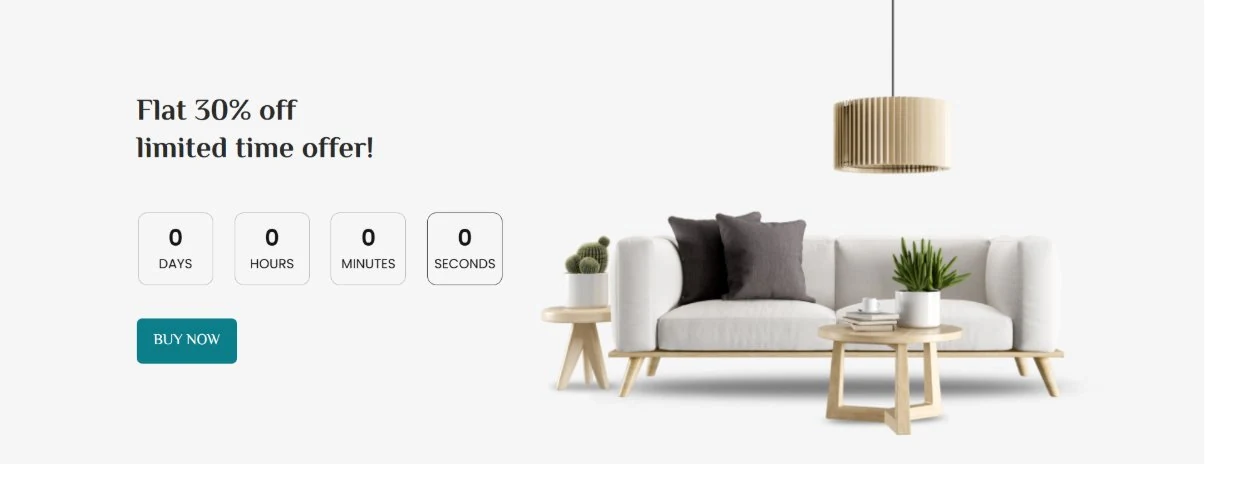 Flat 30% off
limited time offer!
0 0 0 0
DAYS HOURS MINUTES SECONDS
BUY NOW